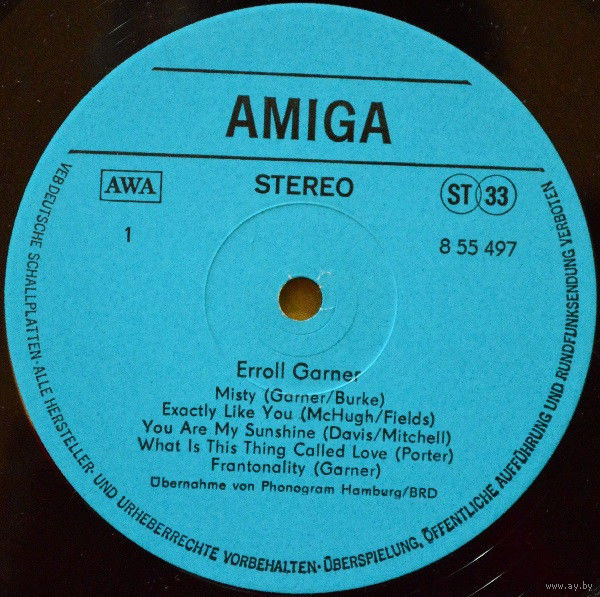 AMIGA
AWA
STEREO
ST 33
1
8 55 497
Erroll Garner
Misty (Garner/Burke)
Exactly Like You (McHugh/Fields)
You Are My Sunshine (Davis/Mitchell)
What Is This Thing Called Love (Porter)
Frantonality (Garner)
Übernahme von Phonogram Hamburg/BRD
VEB DEUTSCHE SCHALLPLATTEN · ALLE HERSTELLER- UND URHEBERRECHTE VORBEHALTEN · ÜBERSPIELUNG, ÖFFENTLICHE AUFFÜHRUNG UND RUNDFUNKSENDUNG VERBOTEN
www.ay.by